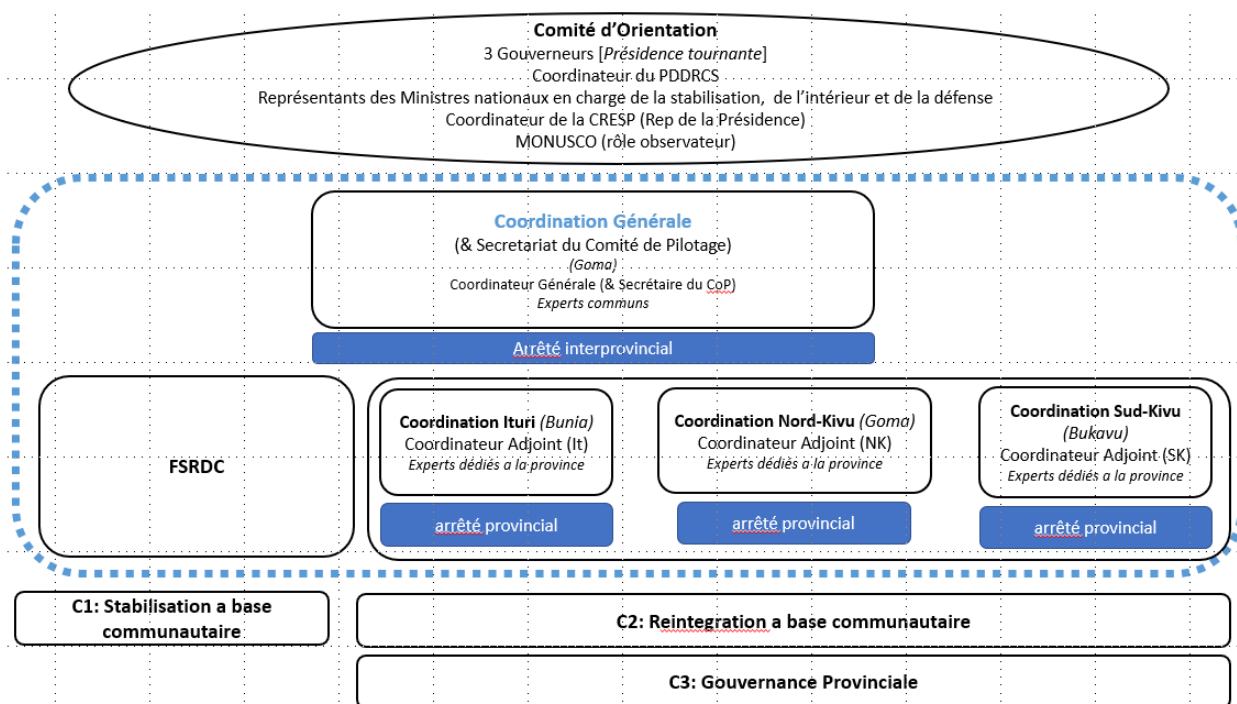 Comité d’Orientation
3 Gouverneurs [Présidence tournante]
Coordinateur du PDDRCS
Représentants des Ministres nationaux en charge de la stabilisation, de l’intérieur et de la défense
Coordinateur de la CRESP (Rep de la Présidence)
MONUSCO (rôle observateur)
Coordination Générale
(& Secretariat du Comité de Pilotage)
(Goma)
Coordinateur Générale (& Secrétaire du CoP)
Experts communs
Arrêté interprovincial
FSRDC
Coordination Ituri (Bunia)
Coordinateur Adjoint (It)
Experts dédiés a la province
arrêté provincial
Coordination Nord-Kivu (Goma)
Coordinateur Adjoint (NK)
Experts dédiés a la province
arrêté provincial
Coordination Sud-Kivu
(Bukavu)
Coordinateur Adjoint (SK)
Experts dédiés a la province
arrêté provincial
C1: Stabilisation a base
communautaire
C2: Reintegration a base communautaire
C3: Gouvernance Provinciale